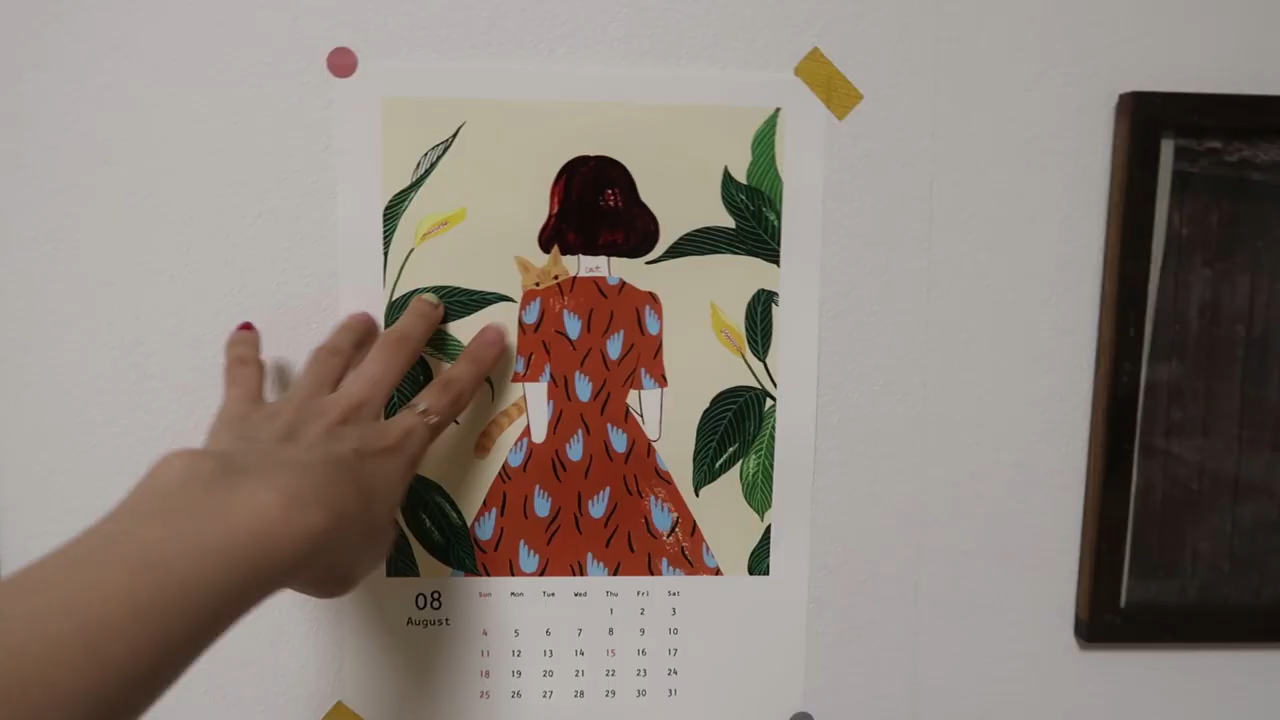 cat
08
August
Sun Mon Tue Wed Thu Fri Sat
1 2 3
4 5 6 7 8 9 10
11 12 13 14 15 16 17
18 19 20 21 22 23 24
25 26 27 28 29 30 31